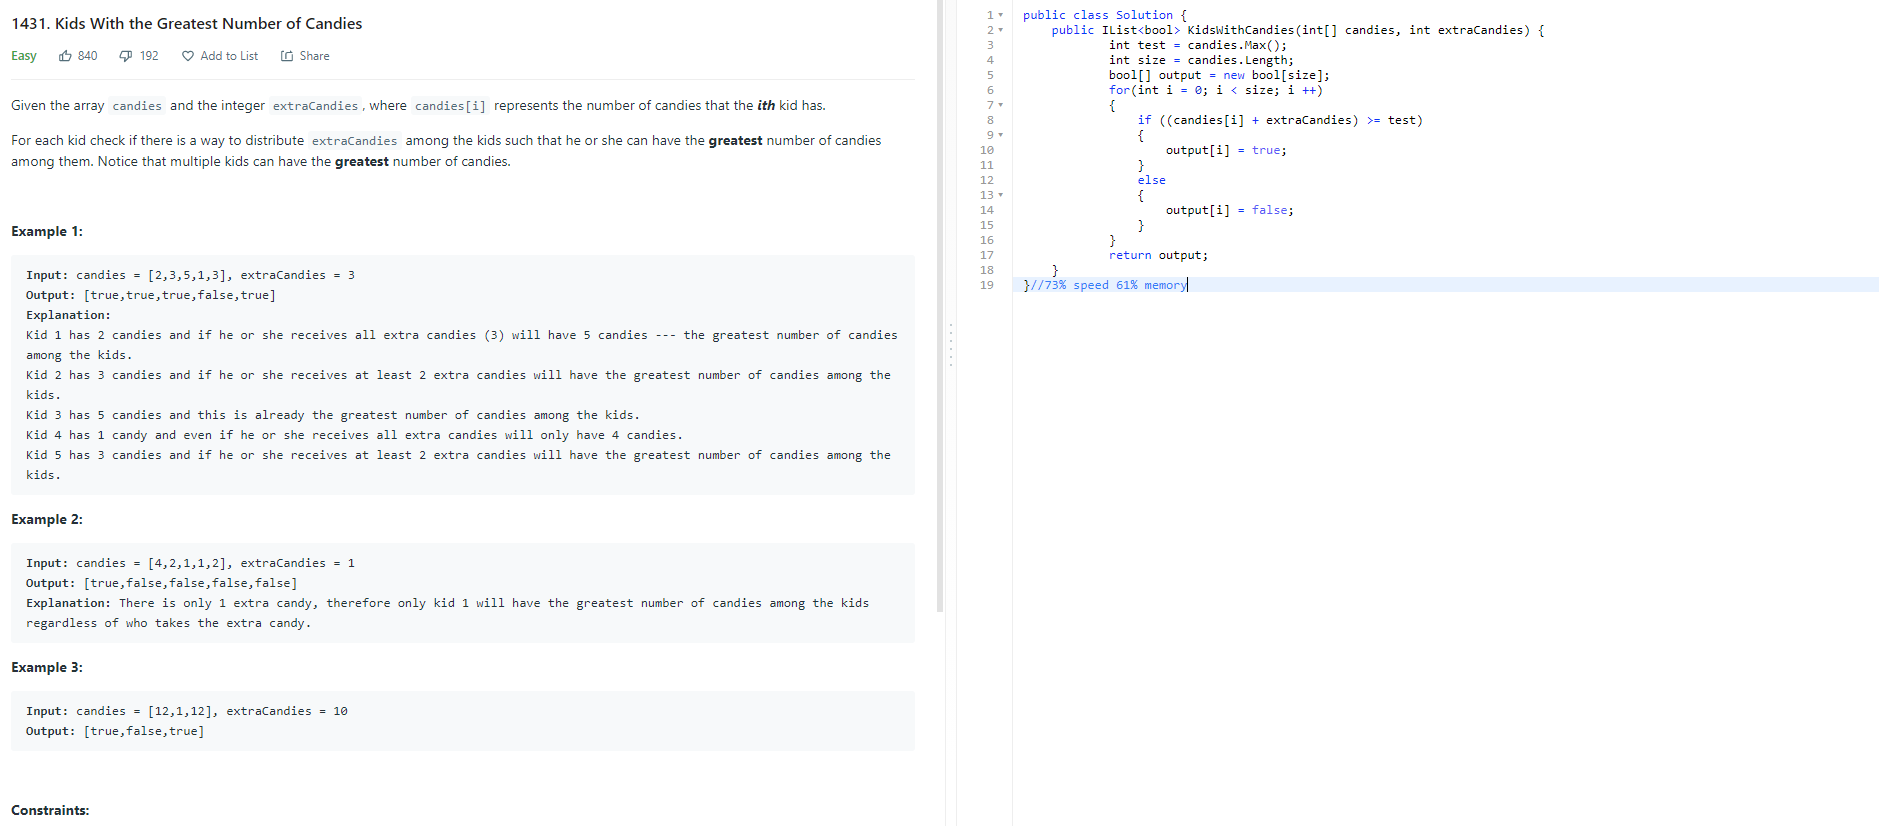 1431. Kids With the Greatest Number of Candies
Easy 840 192 Add to List Share
Given the array candies and the integer extraCandies, where candies[i] represents the number of candies that the ith kid has.
For each kid check if there is a way to distribute extraCandies among the kids such that he or she can have the greatest number of candies
among them. Notice that multiple kids can have the greatest number of candies.
Example 1:
Input: candies = [2,3,5,1,3], extraCandies = 3
Output: [true,true,true,false,true]
Explanation:
Kid 1 has 2 candies and if he or she receives all extra candies (3) will have 5 candies --- the greatest number of candies
among the kids.
Kid 2 has 3 candies and if he or she receives at least 2 extra candies will have the greatest number of candies among the
kids.
Kid 3 has 5 candies and this is already the greatest number of candies among the kids.
Kid 4 has 1 candy and even if he or she receives all extra candies will only have 4 candies.
Kid 5 has 3 candies and if he or she receives at least 2 extra candies will have the greatest number of candies among the
kids.
Example 2:
Input: candies = [4,2,1,1,2], extraCandies = 1
Output: [true,false,false,false,false]
Explanation: There is only 1 extra candy, therefore only kid 1 will have the greatest number of candies among the kids
regardless of who takes the extra candy.
Example 3:
Input: candies = [12,1,12], extraCandies = 10
Output: [true,false,true]
Constraints:
1 public class Solution {
2 public IList<bool> KidsWithCandies(int[] candies, int extraCandies) {
3 int test = candies.Max();
4 int size = candies.Length;
5 bool[] output = new bool[size];
6 for(int i = 0; i < size; i ++)
7 {
8 if ((candies[i] + extraCandies) >= test)
9 {
10 output[i] = true;
11 }
12 else
13 {
14 output[i] = false;
15 }
16 }
17 return output;
18 }
19 }//73% speed 61% memory